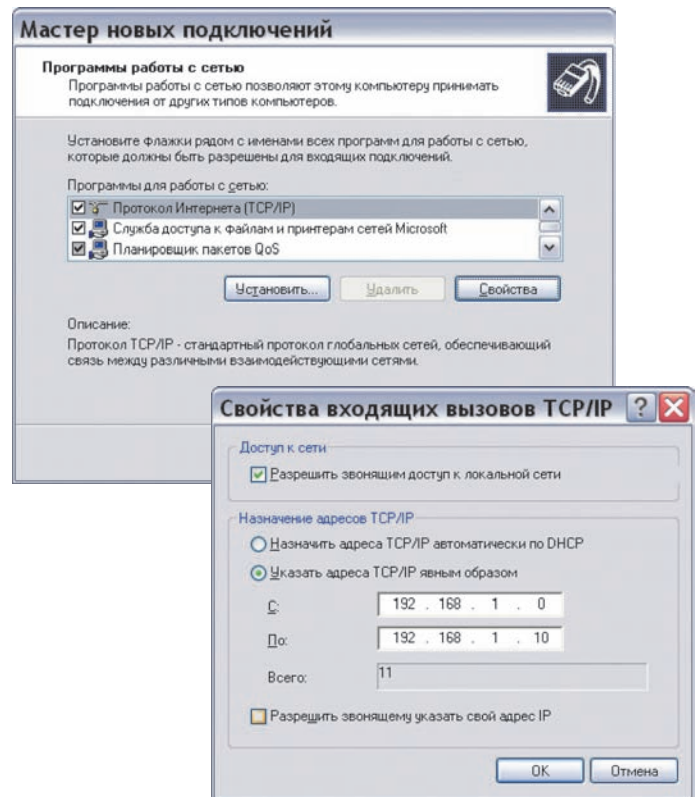 Мастер новых подключений
Программы работы с сетью
Программы работы с сетью позволяют этому компьютеру принимать
подключения от других типов компьютеров.
Установите флажки рядом с именами всех программ для работы с сетью,
которые должны быть разрешены для входящих подключений.
Программы для работы с сетью:
Протокол Интернета (TCP/IP)
Служба доступа к файлам и принтерам сетей Microsoft
Планировщик пакетов QoS
Установить...
Удалить
Свойства
Описание:
Протокол TCP/IP - стандартный протокол глобальных сетей, обеспечивающий
связь между различными взаимодействующими сетями.
Свойства входящих вызовов TCP/IP
Доступ к сети
Разрешить звонящим доступ к локальной сети
Назначение адресов TCP/IP
Назначить адреса TCP/IP автоматически по DHCP
Указать адреса TCP/IP явным образом
С: 192 . 168 . 1 . 0
По: 192 . 168 . 1 . 10
Всего: 11
Разрешить звонящему указать свой адрес IP
OK
Отмена